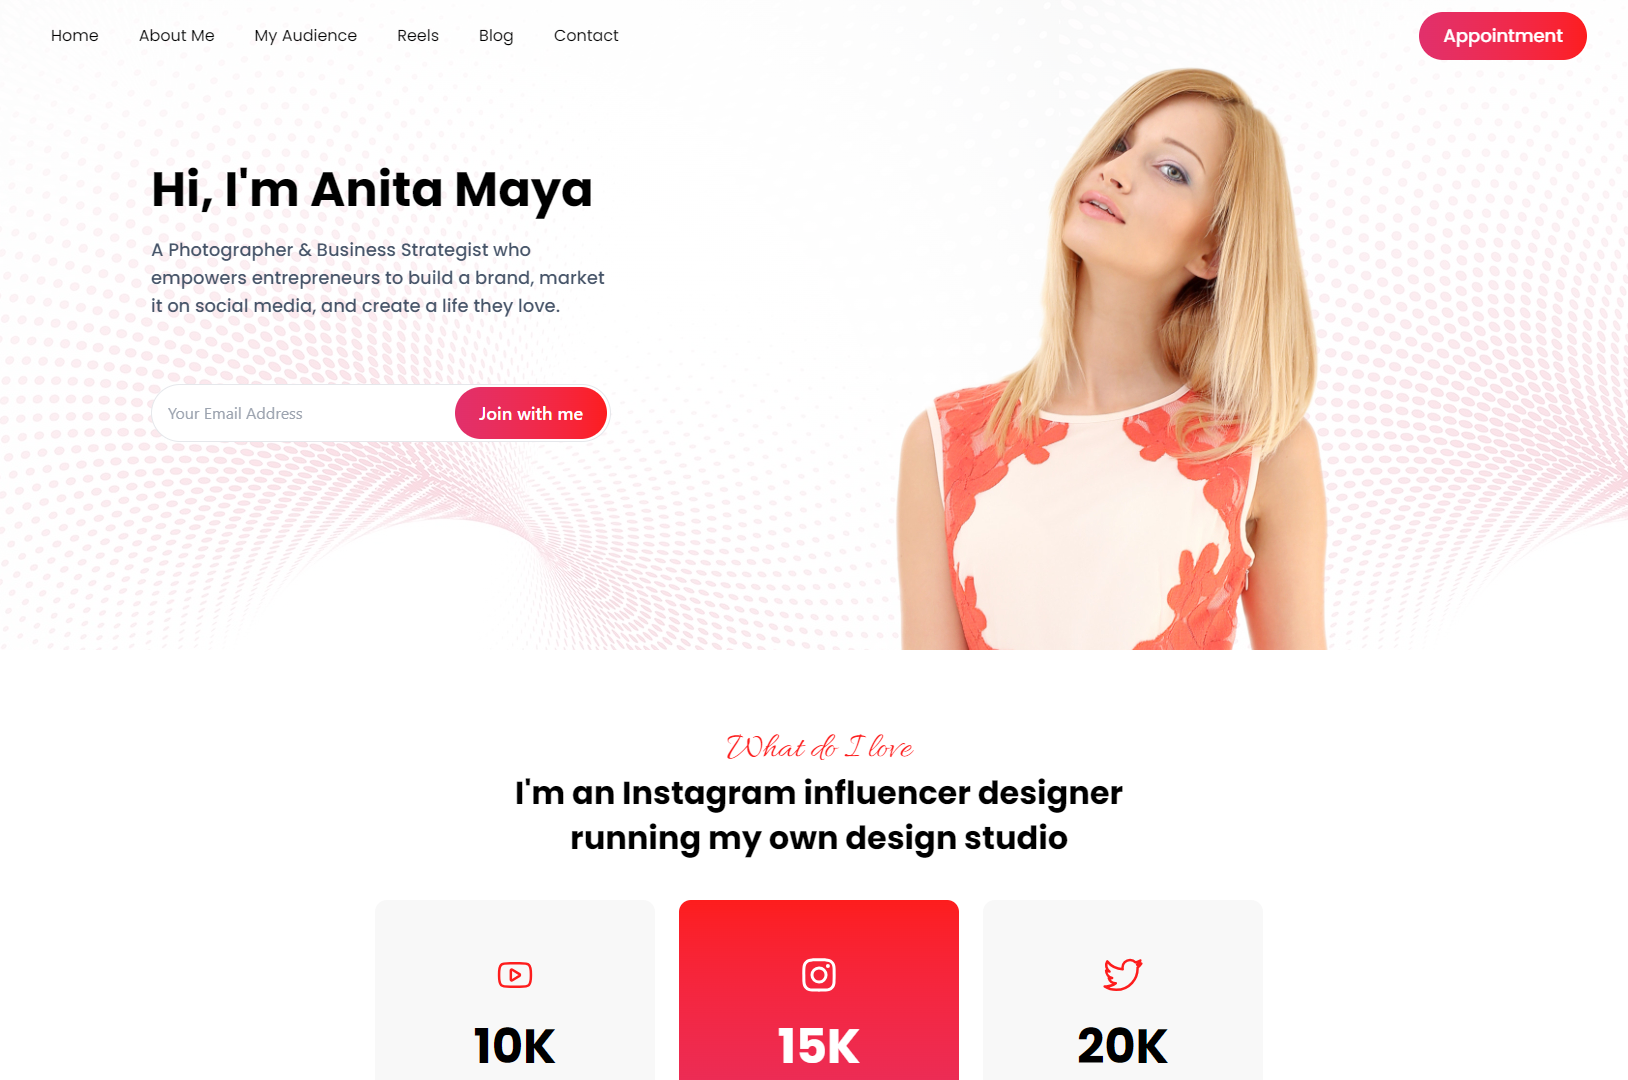 Home About Me My Audience Reels Blog Contact Appointment
Hi, I'm Anita Maya
A Photographer & Business Strategist who
empowers entrepreneurs to build a brand, market
it on social media, and create a life they love.
Your Email Address Join with me
What do I love
I'm an Instagram influencer designer
running my own design studio
10K 15K 20K